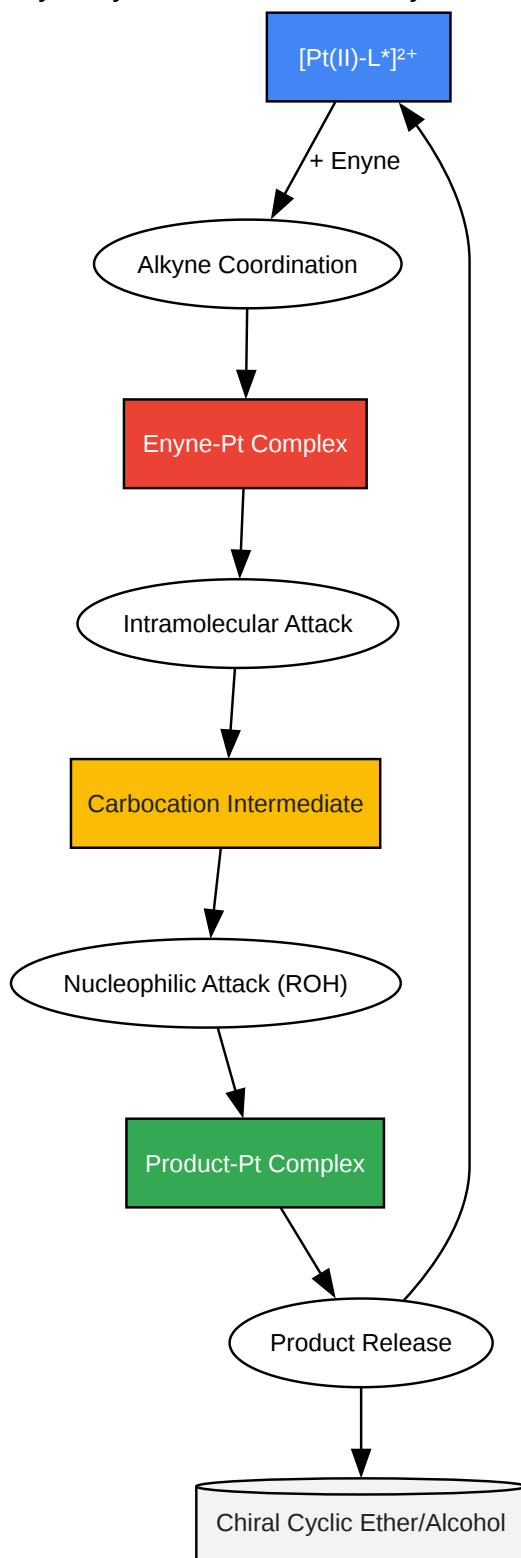 [Pt(II)-L*]²⁺
+ Enyne
Alkyne Coordination
Enyne-Pt Complex
Intramolecular Attack
Carbocation Intermediate
Nucleophilic Attack (ROH)
Product-Pt Complex
Product Release
Chiral Cyclic Ether/Alcohol